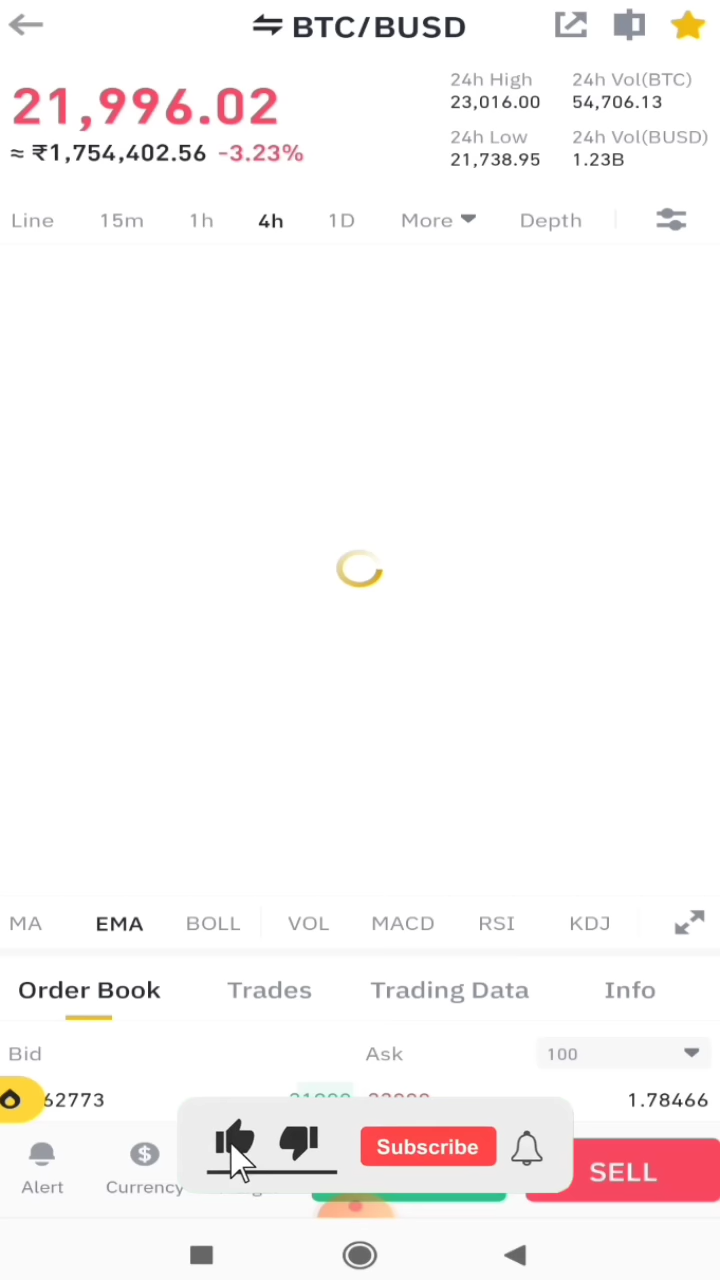 BTC/BUSD
21,996.02
≈ ₹1,754,402.56 -3.23%
24h High
23,016.00
24h Vol(BTC)
54,706.13
24h Low
21,738.95
24h Vol(BUSD)
1.23B
Line 15m 1h 4h 1D More Depth
MA EMA BOLL VOL MACD RSI KDJ
Order Book Trades Trading Data Info
Bid Ask 100
62773 1.78466
Alert Currency Subscribe SELL